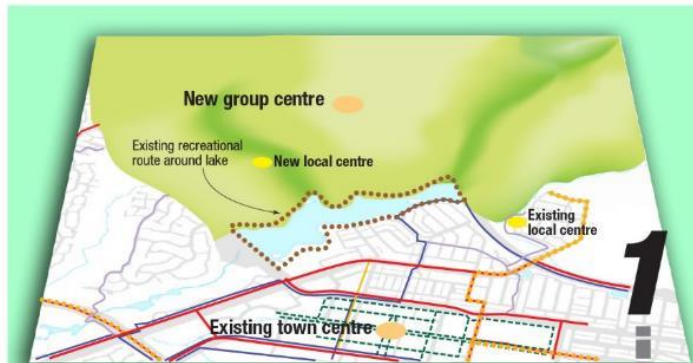 New group centre
Existing recreational
route around lake
New local centre
Existing
local centre
1
Existing town centre